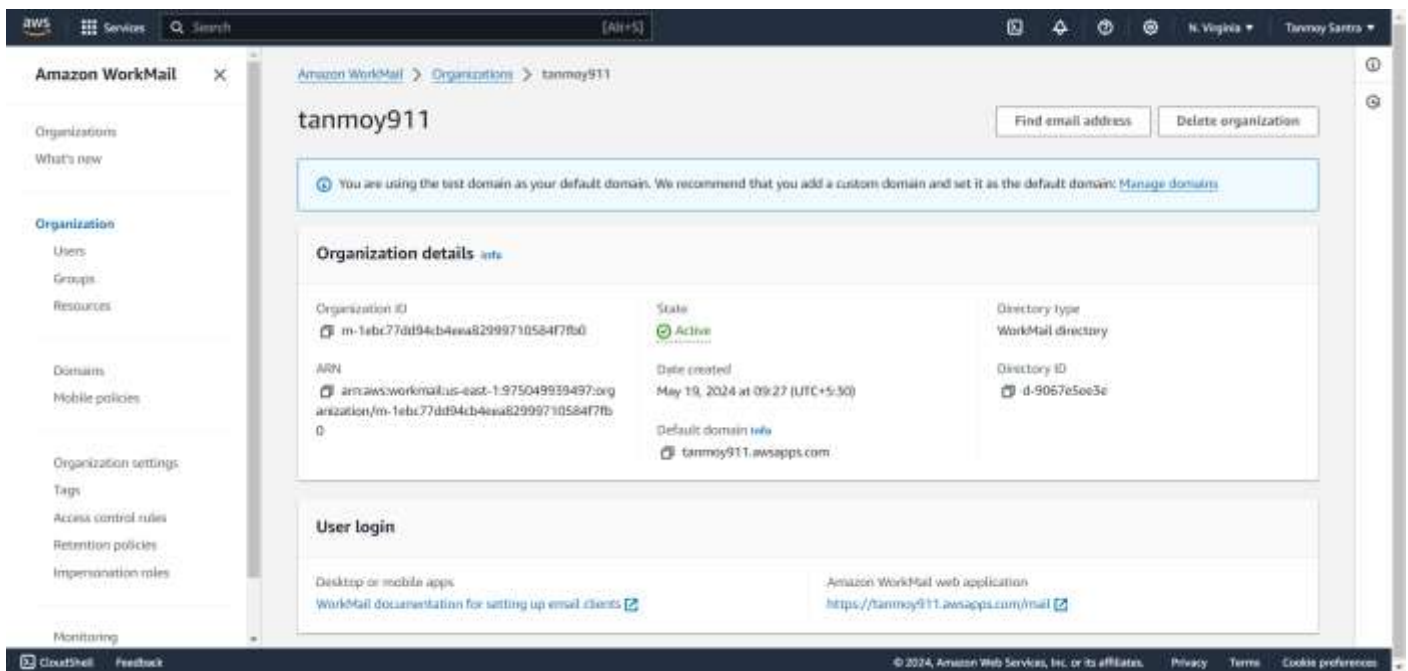 aws
Services
Search
[Alt+S]
N. Virginia
Tanmoy Santra
Amazon WorkMail
Organizations
What's new
Organization
Users
Groups
Resources
Domains
Mobile policies
Organization settings
Tags
Access control rules
Retention policies
Impersonation roles
Monitoring
Amazon WorkMail > Organizations > tanmoy911
tanmoy911
Find email address
Delete organization
You are using the test domain as your default domain. We recommend that you add a custom domain and set it as the default domain: Manage domains
Organization details Info
Organization ID
m-1ebc77dd94cb4eea82999710584f7fb0
ARN
arn:aws:workmail:us-east-1:975049939497:org
anization/m-1ebc77dd94cb4eea82999710584f7fb
0
State
Active
Date created
May 19, 2024 at 09:27 (UTC+5:30)
Default domain Info
tanmoy911.awsapps.com
Directory type
WorkMail directory
Directory ID
d-9067e5ee3e
User login
Desktop or mobile apps
WorkMail documentation for setting up email clients
Amazon WorkMail web application
https://tanmoy911.awsapps.com/mail
CloudShell
Feedback
© 2024, Amazon Web Services, Inc. or its affiliates.
Privacy
Terms
Cookie preferences